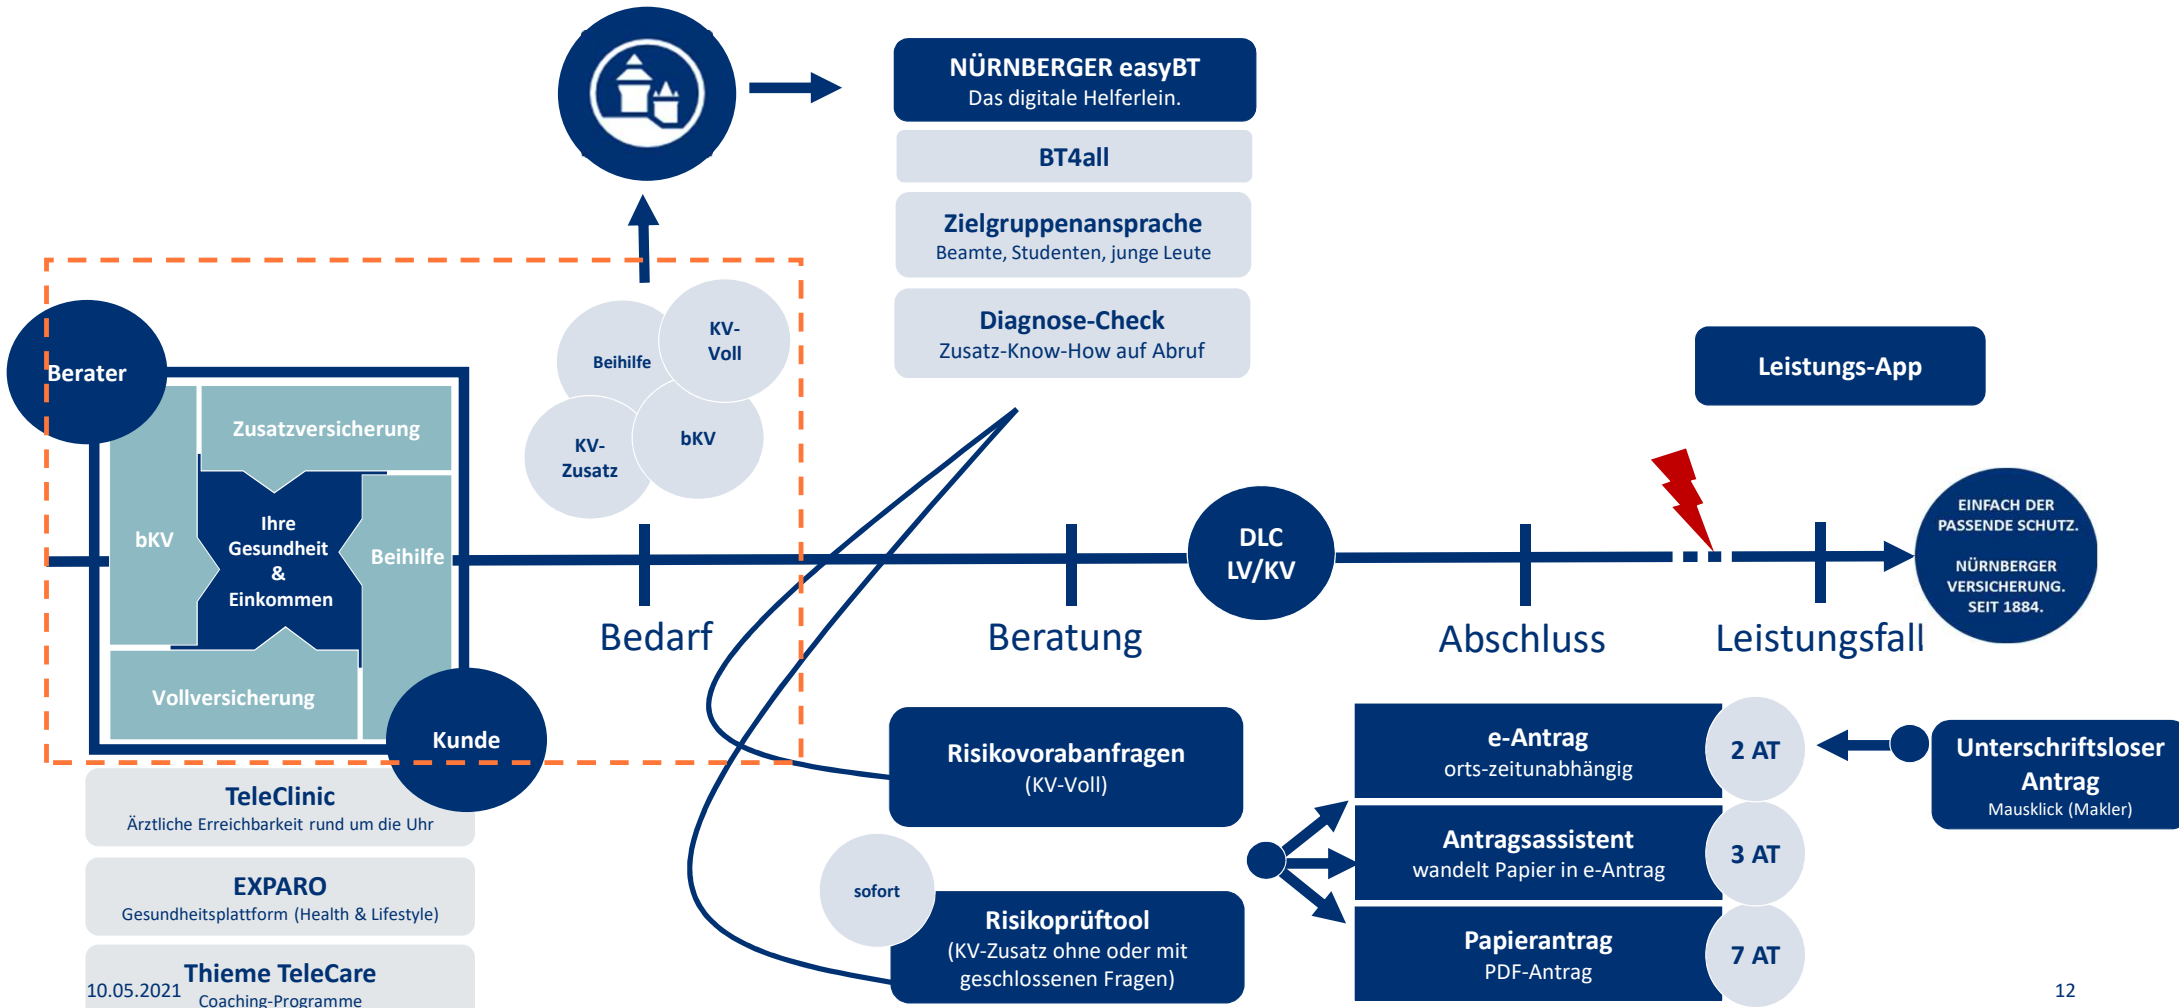 NÜRNBERGER easyBT
Das digitale Helferlein.
BT4all
Zielgruppenansprache
Beamte, Studenten, junge Leute
Diagnose-Check
Zusatz-Know-How auf Abruf
Leistungs-App
Berater
Zusatzversicherung
bKV
Ihre
Gesundheit
&
Einkommen
Beihilfe
Vollversicherung
Kunde
Beihilfe
KV-
Voll
KV-
Zusatz
bKV
DLC
LV/KV
EINFACH DER
PASSENDE SCHUTZ.
NÜRNBERGER
VERSICHERUNG.
SEIT 1884.
Bedarf
Beratung
Abschluss
Leistungsfall
TeleClinic
Ärztliche Erreichbarkeit rund um die Uhr
EXPARO
Gesundheitsplattform (Health & Lifestyle)
Thieme TeleCare
Coaching-Programme
Risikovorabanfragen
(KV-Voll)
sofort
Risikoprüftool
(KV-Zusatz ohne oder mit
geschlossenen Fragen)
e-Antrag
orts-zeitunabhängig
2 AT
Antragsassistent
wandelt Papier in e-Antrag
3 AT
Papierantrag
PDF-Antrag
7 AT
Unterschriftsloser
Antrag
Mausklick (Makler)
10.05.2021
12